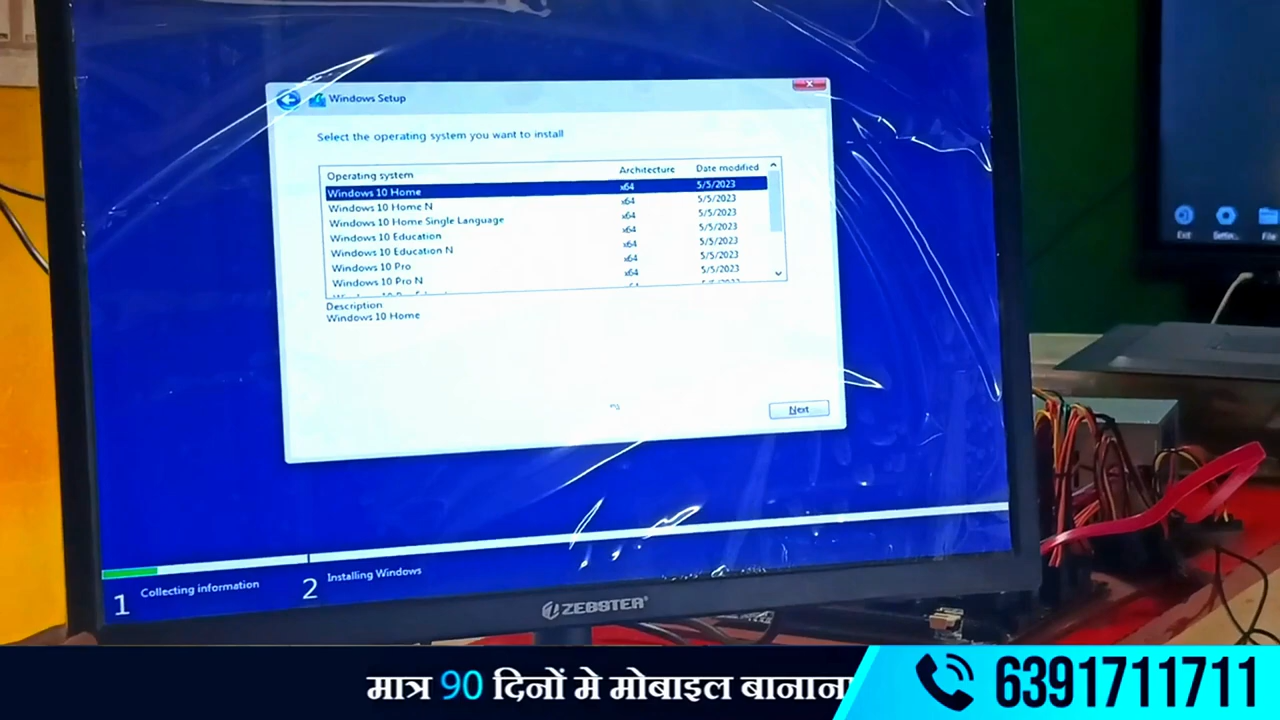 Windows Setup
Select the operating system you want to install
Operating system Architecture Date modified
Windows 10 Home x64 5/5/2023
Windows 10 Home N x64 5/5/2023
Windows 10 Home Single Language x64 5/5/2023
Windows 10 Education x64 5/5/2023
Windows 10 Education N x64 5/5/2023
Windows 10 Pro x64 5/5/2023
Windows 10 Pro N x64 5/5/2023
Description
Windows 10 Home
Next
1 Collecting information 2 Installing Windows
ZEBSTER
Exit
मात्र 90 दिनों मे मोबाइल बानाना
6391711711